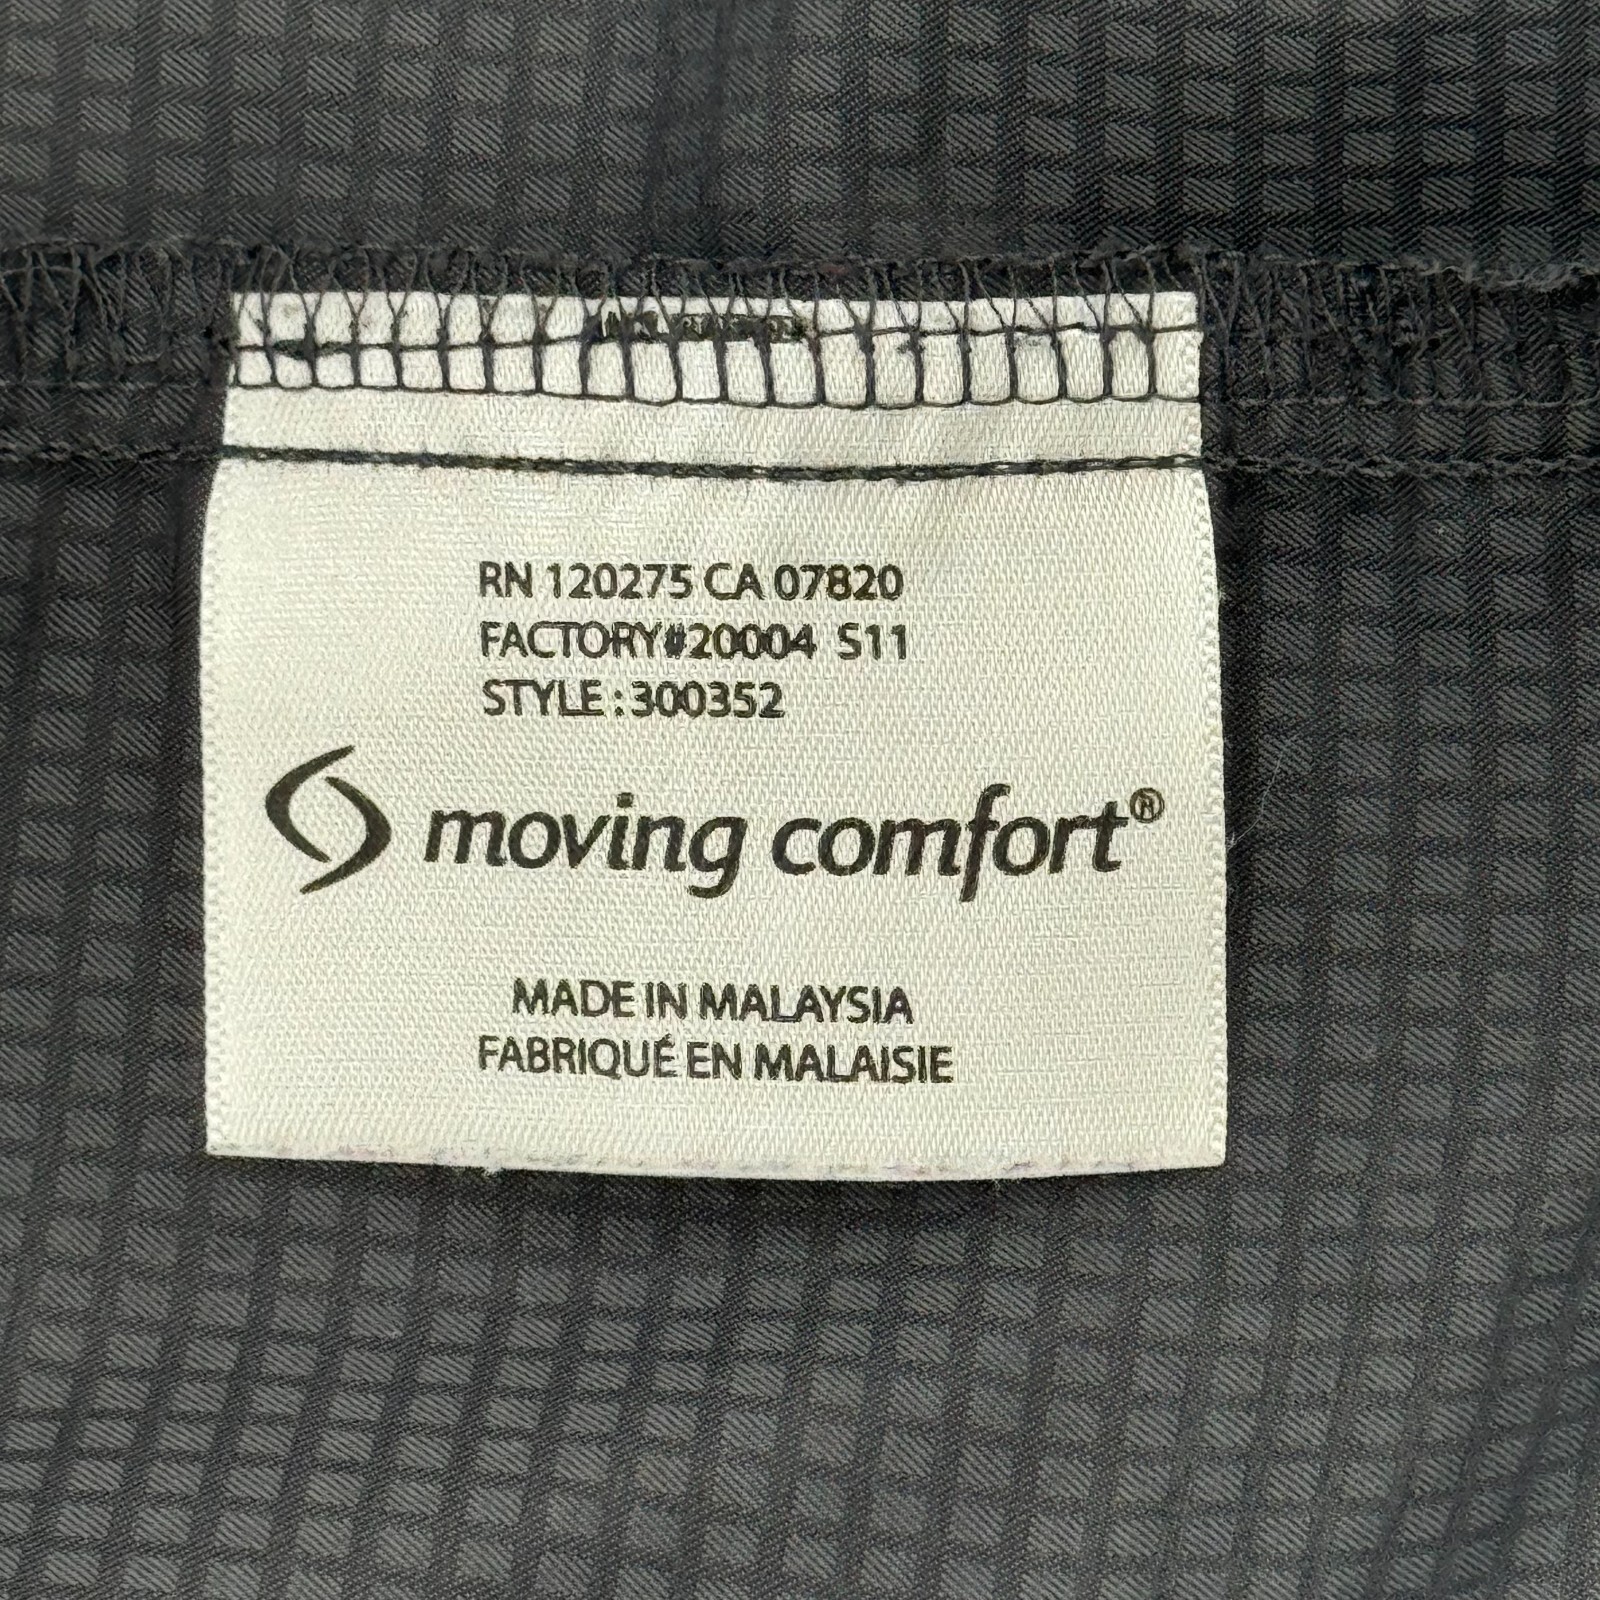 RN 120275 CA 07820
FACTORY#20004 S11
STYLE:300352
moving comfort®
MADE IN MALAYSIA
FABRIQUÉ EN MALAISIE